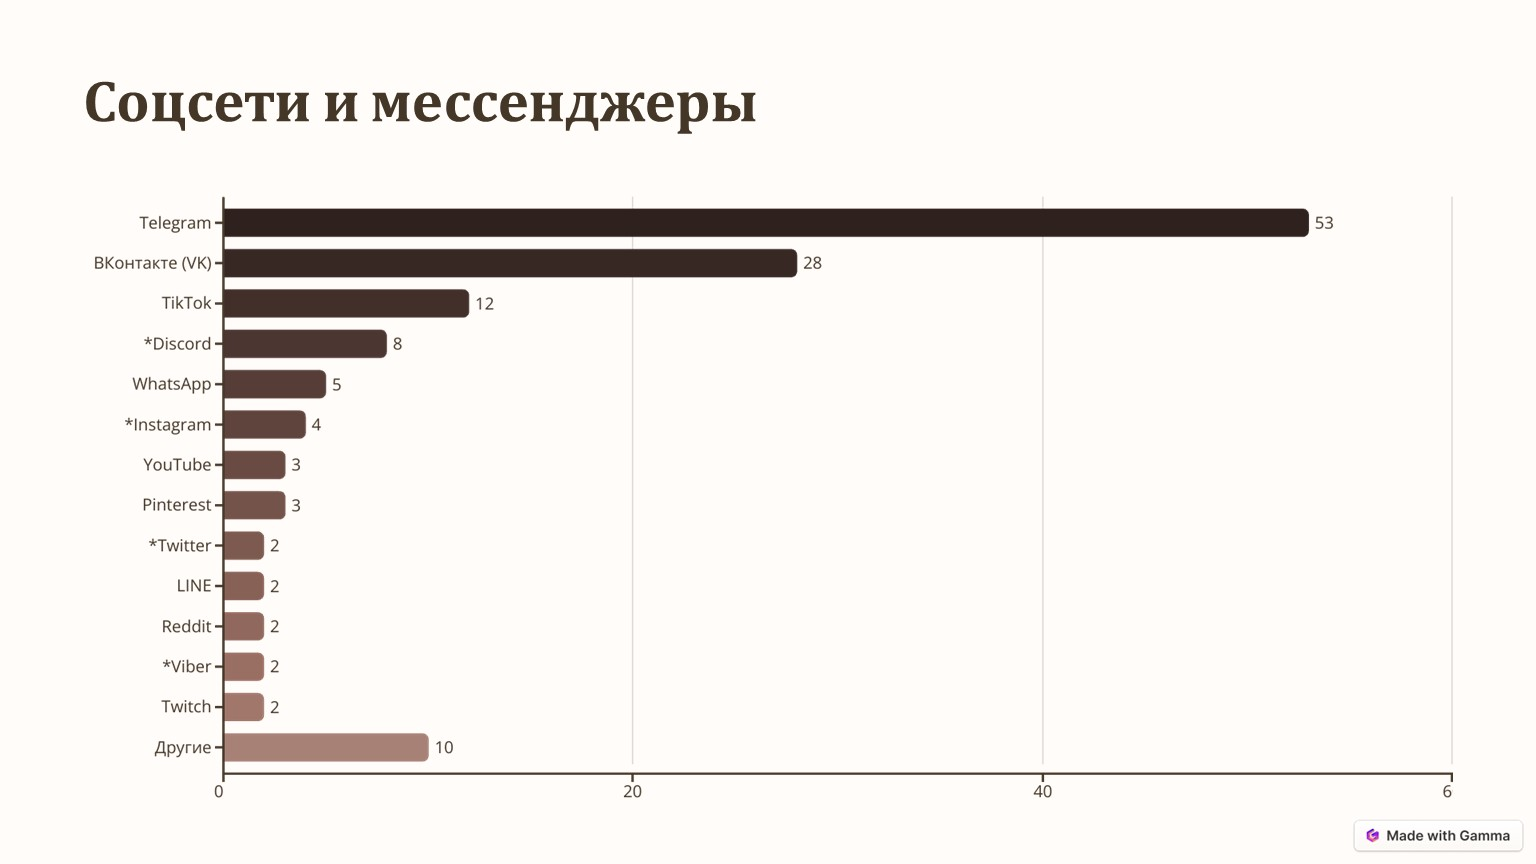 Соцсети и мессенджеры
Telegram 53
ВКонтакте (VK) 28
TikTok 12
*Discord 8
WhatsApp 5
*Instagram 4
YouTube 3
Pinterest 3
*Twitter 2
LINE 2
Reddit 2
*Viber 2
Twitch 2
Другие 10
0 20 40 6
Made with Gamma